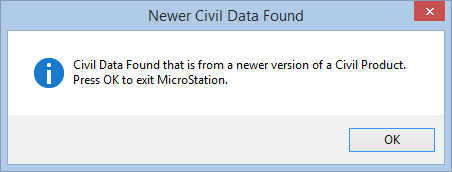 Newer Civil Data Found
Civil Data Found that is from a newer version of a Civil Product.
Press OK to exit MicroStation.
OK